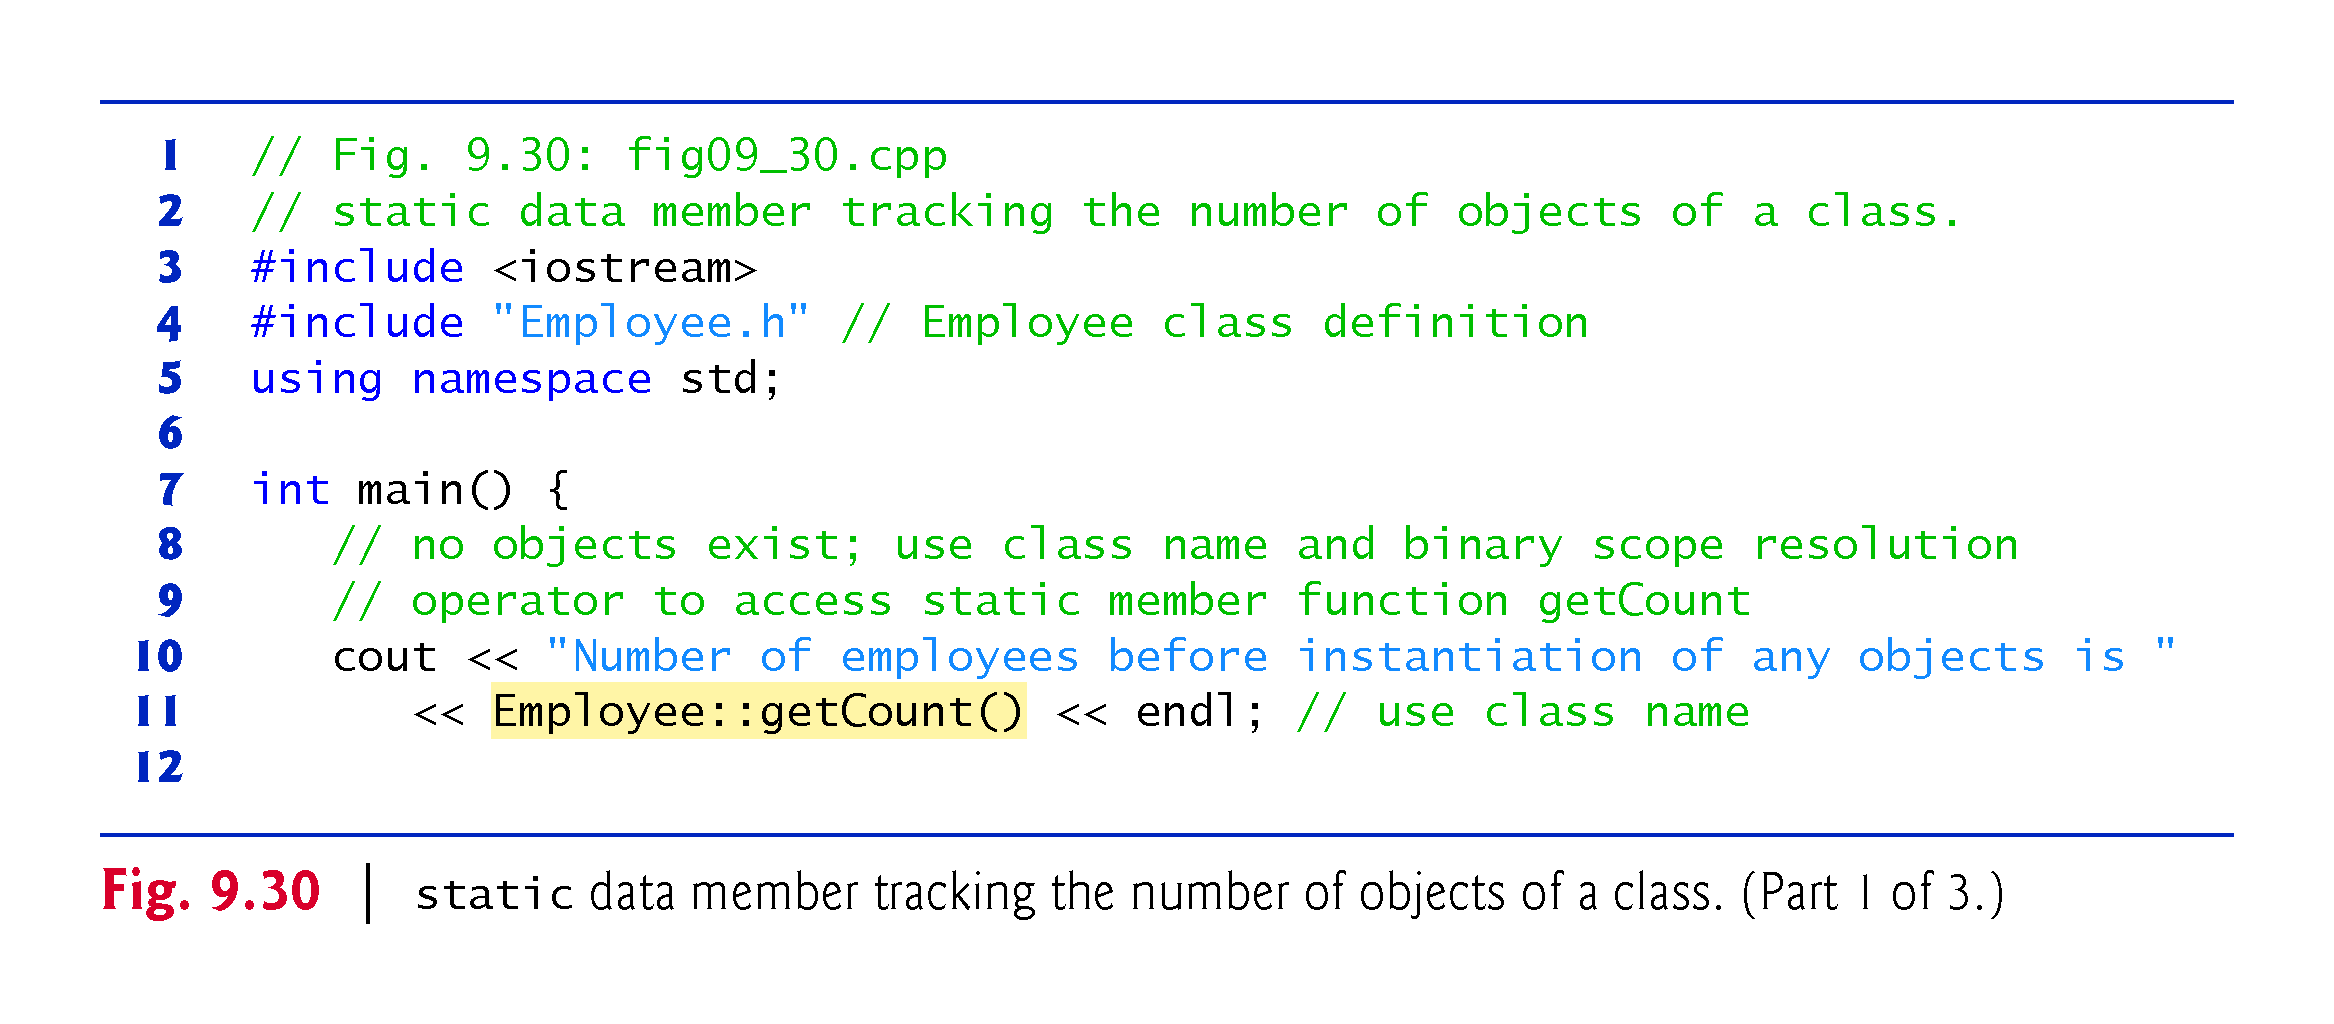 1 // Fig. 9.30: fig09_30.cpp
2 // static data member tracking the number of objects of a class.
3 #include <iostream>
4 #include "Employee.h" // Employee class definition
5 using namespace std;
6
7 int main() {
8    // no objects exist; use class name and binary scope resolution
9    // operator to access static member function getCount
10    cout << "Number of employees before instantiation of any objects is "
11       << Employee::getCount() << endl; // use class name
12
Fig. 9.30 | static data member tracking the number of objects of a class. (Part 1 of 3.)